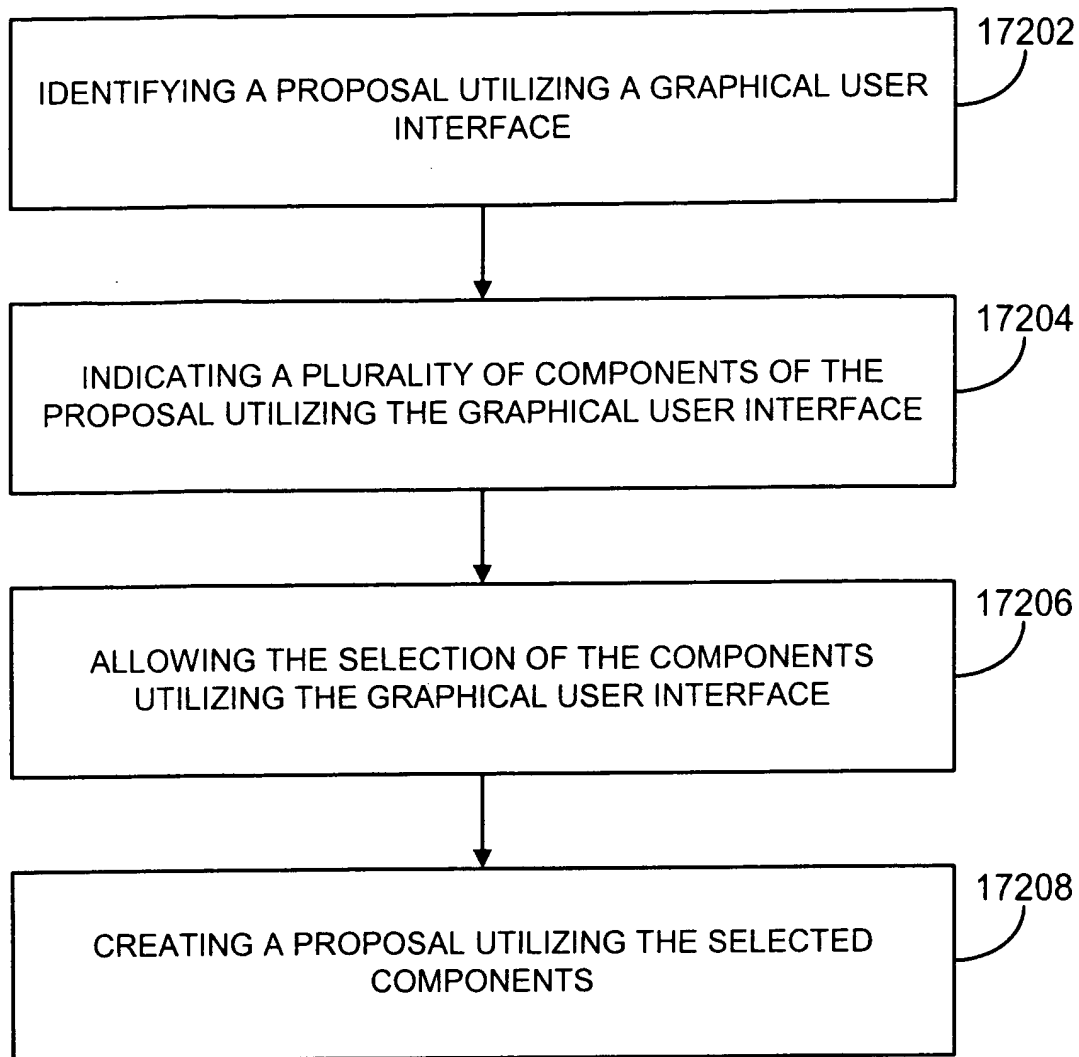 17202
IDENTIFYING A PROPOSAL UTILIZING A GRAPHICAL USER
INTERFACE
17204
INDICATING A PLURALITY OF COMPONENTS OF THE
PROPOSAL UTILIZING THE GRAPHICAL USER INTERFACE
17206
ALLOWING THE SELECTION OF THE COMPONENTS
UTILIZING THE GRAPHICAL USER INTERFACE
17208
CREATING A PROPOSAL UTILIZING THE SELECTED
COMPONENTS